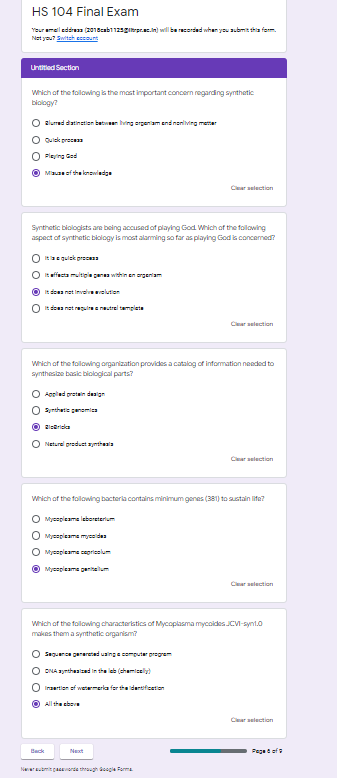 HS 104 Final Exam
Your email address (2018csb1125@iitrpr.ac.in) will be recorded when you submit this form.
Not you? Switch account
Untitled Section
Which of the following is the most important concern regarding synthetic
biology?
Blurred distinction between living organism and nonliving matter
Quick process
Playing God
Misuse of the knowledge
Clear selection
Synthetic biologists are being accused of playing God. Which of the following
aspect of synthetic biology is most alarming so far as playing God is concerned?
It is a quick process
It affects multiple genes within an organism
It does not involve evolution
It does not require a neutral template
Clear selection
Which of the following organization provides a catalog of information needed to
synthesize basic biological parts?
Applied protein design
Synthetic genomics
BioBricks
Natural product synthesis
Clear selection
Which of the following bacteria contains minimum genes (381) to sustain life?
Mycoplasma laboratorium
Mycoplasma mycoides
Mycoplasma capricolum
Mycoplasma genitalium
Clear selection
Which of the following characteristics of Mycoplasma mycoides JCVI-syn1.0
makes them a synthetic organism?
Sequence generated using a computer program
DNA synthesised in the lab (chemically)
Insertion of watermarks for the identification
All the above
Clear selection
Back Next Page 6 of 9
Never submit passwords through Google Forms.